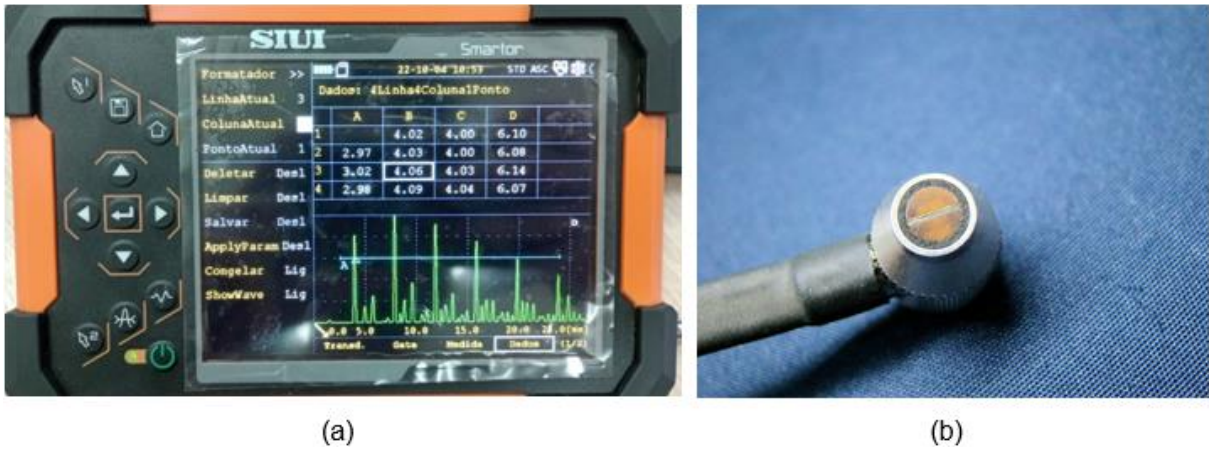 SIUI
Smartor
22-10-04 10:53 STD ASC
Formatador >>
Dados: 4Linha4Coluna1Ponto
LinhaAtual 3
ColunaAtual
PontoAtual 1
Deletar Desl
Limpar Desl
Salvar Desl
ApplyParam Desl
Congelar Lig
ShowWave Lig
A B C D
1 4.02 4.00 6.10
2 2.97 4.03 4.00 6.08
3 3.02 4.06 4.03 6.14
4 2.98 4.09 4.04 6.07
D
A
0.0 5.0 10.0 15.0 20.0
Transd. Gate Medida Dados
(a)
(b)